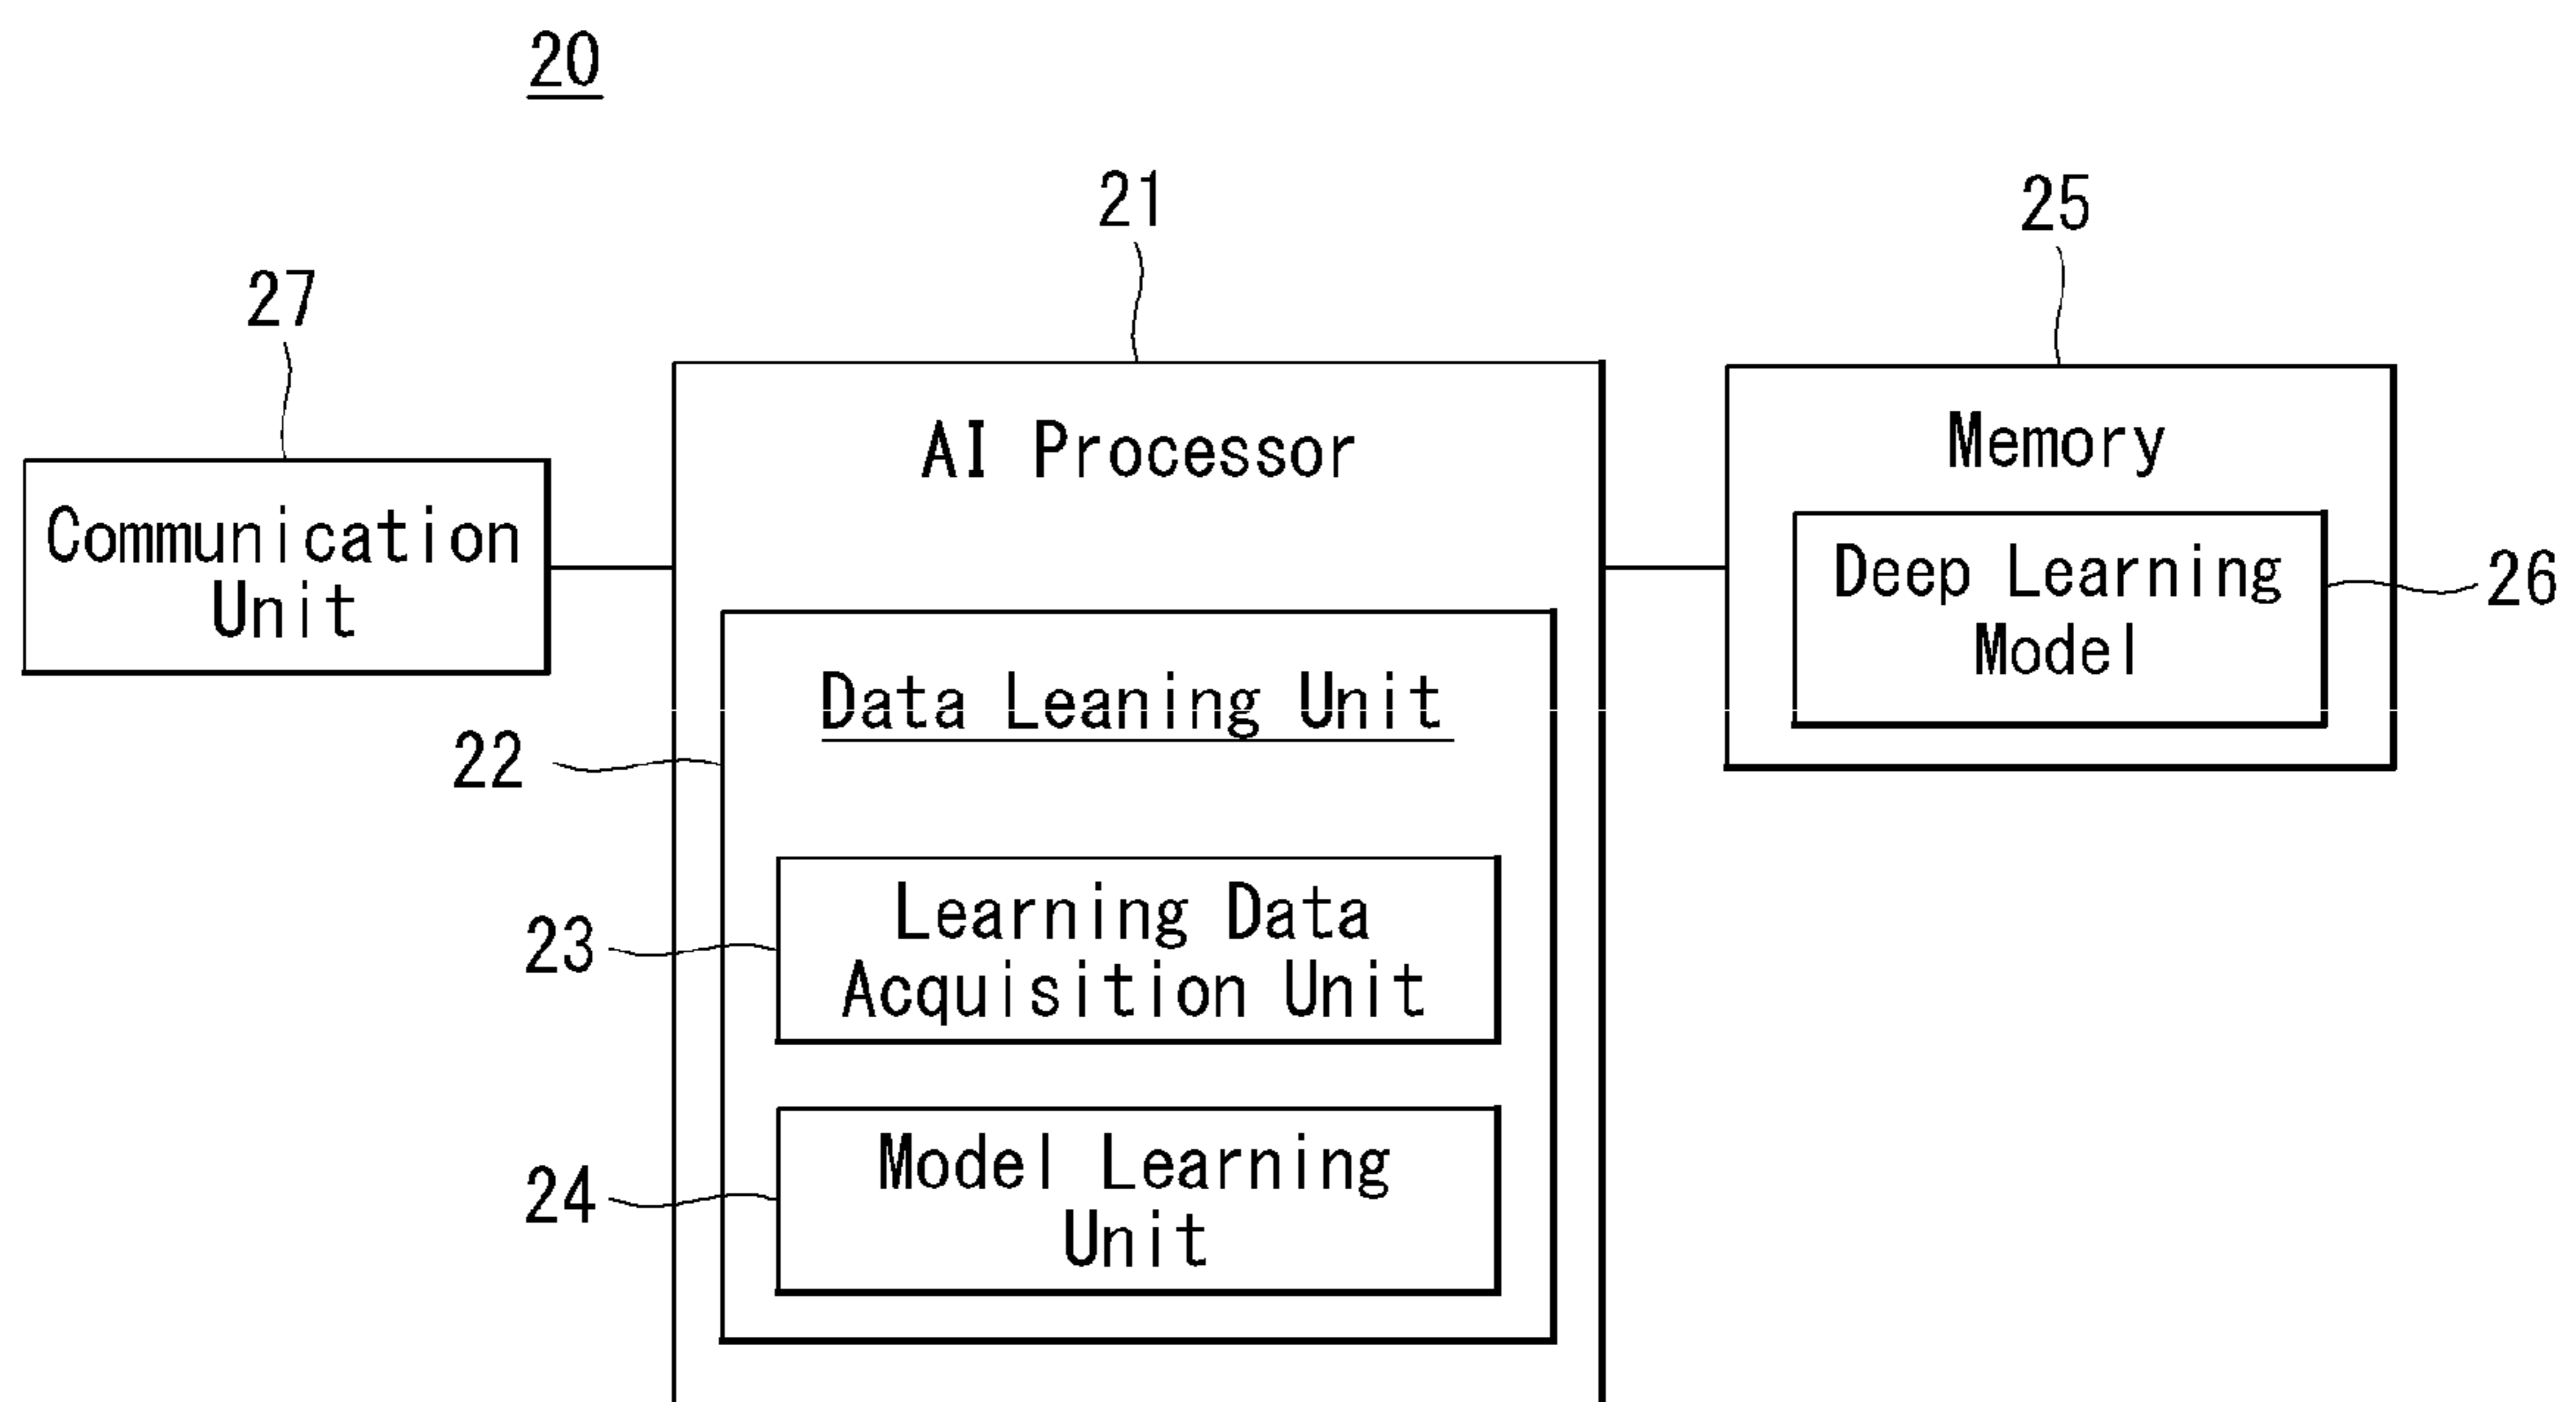 20
21
25
27
AI Processor
Memory
Communication
Unit
Deep Learning
Model
26
Data Leaning Unit
22
Learning Data
Acquisition Unit
23
Model Learning
Unit
24